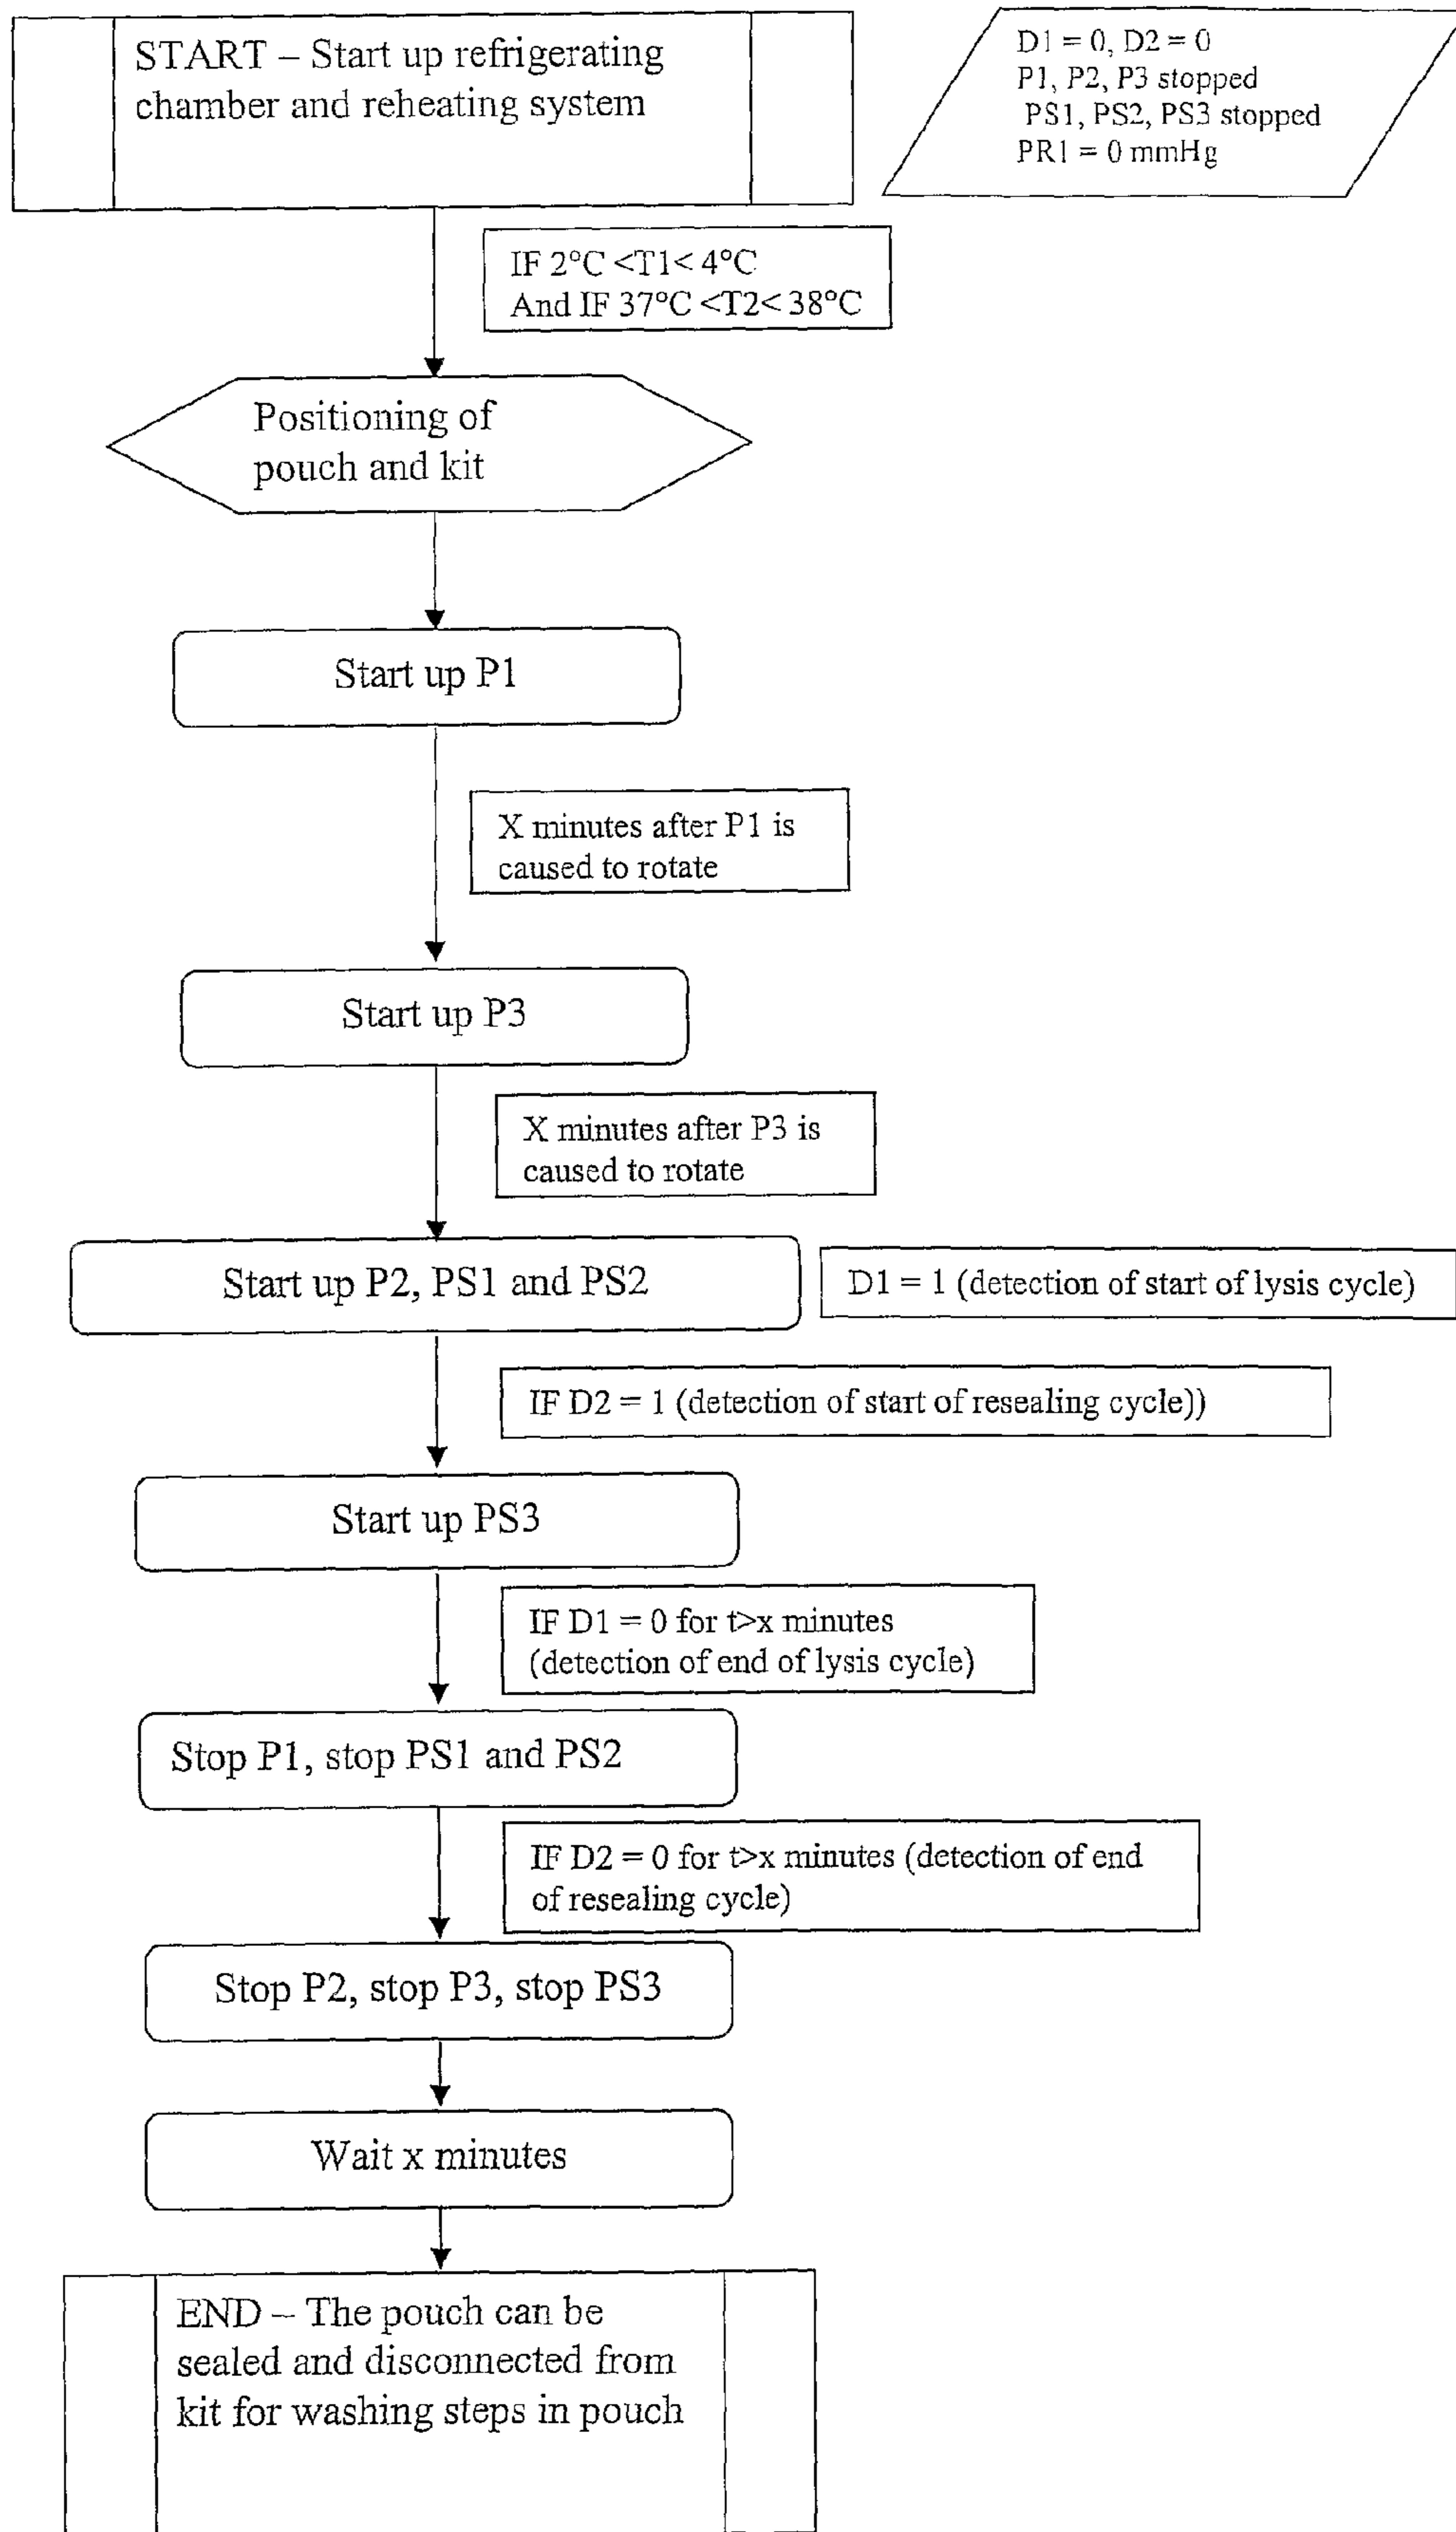 START – Start up refrigerating
chamber and reheating system
D1 = 0, D2 = 0
P1, P2, P3 stopped
PS1, PS2, PS3 stopped
PR1 = 0 mmHg
IF 2°C <T1< 4°C
And IF 37°C <T2< 38°C
Positioning of
pouch and kit
Start up P1
X minutes after P1 is
caused to rotate
Start up P3
X minutes after P3 is
caused to rotate
Start up P2, PS1 and PS2
D1 = 1 (detection of start of lysis cycle)
IF D2 = 1 (detection of start of resealing cycle))
Start up PS3
IF D1 = 0 for t>x minutes
(detection of end of lysis cycle)
Stop P1, stop PS1 and PS2
IF D2 = 0 for t>x minutes (detection of end
of resealing cycle)
Stop P2, stop P3, stop PS3
Wait x minutes
END – The pouch can be
sealed and disconnected from
kit for washing steps in pouch